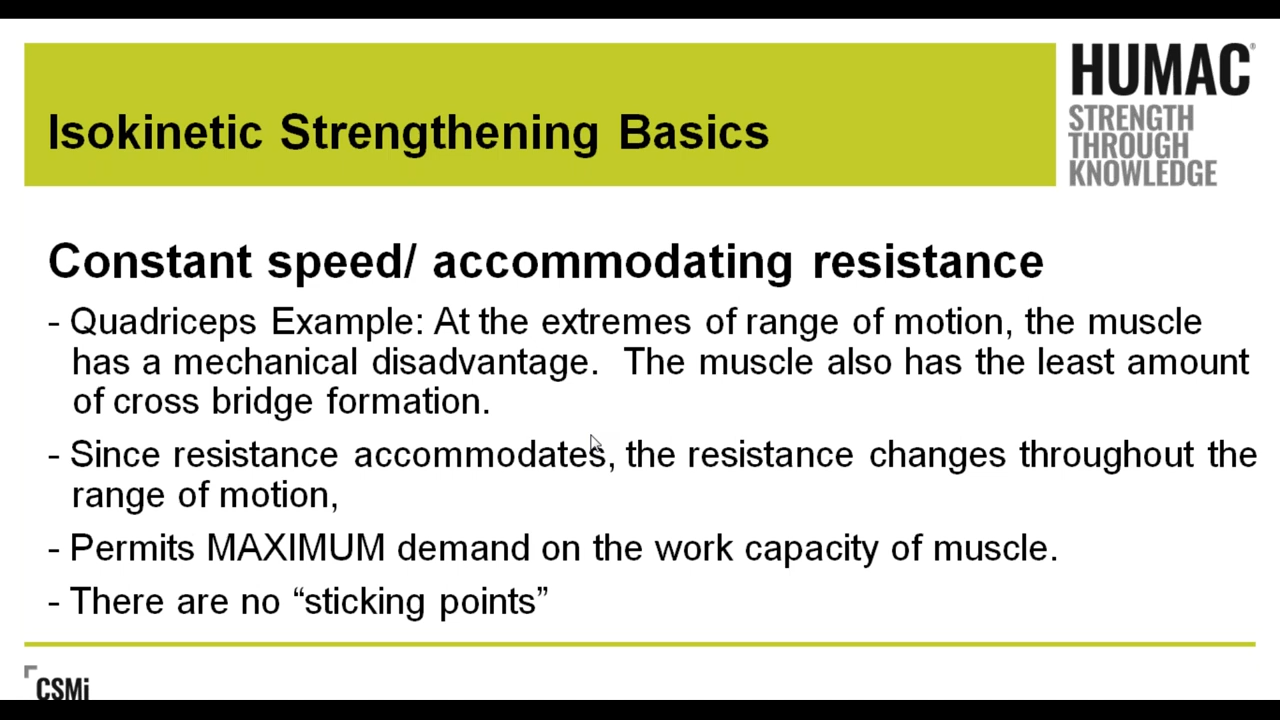 HUMAC®
STRENGTH
THROUGH
KNOWLEDGE
Isokinetic Strengthening Basics
Constant speed/ accommodating resistance
- Quadriceps Example: At the extremes of range of motion, the muscle
has a mechanical disadvantage.  The muscle also has the least amount
of cross bridge formation.
- Since resistance accommodates, the resistance changes throughout the
range of motion,
- Permits MAXIMUM demand on the work capacity of muscle.
- There are no “sticking points”
CSMi